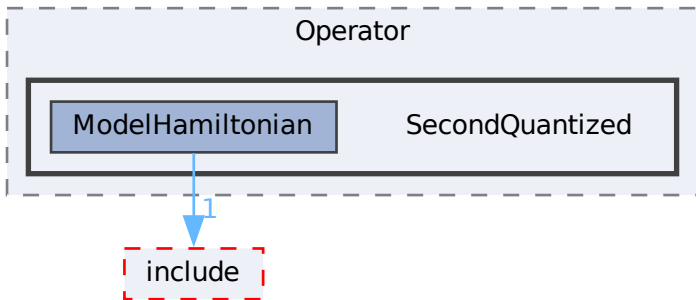 Operator
ModelHamiltonian
SecondQuantized
1
include